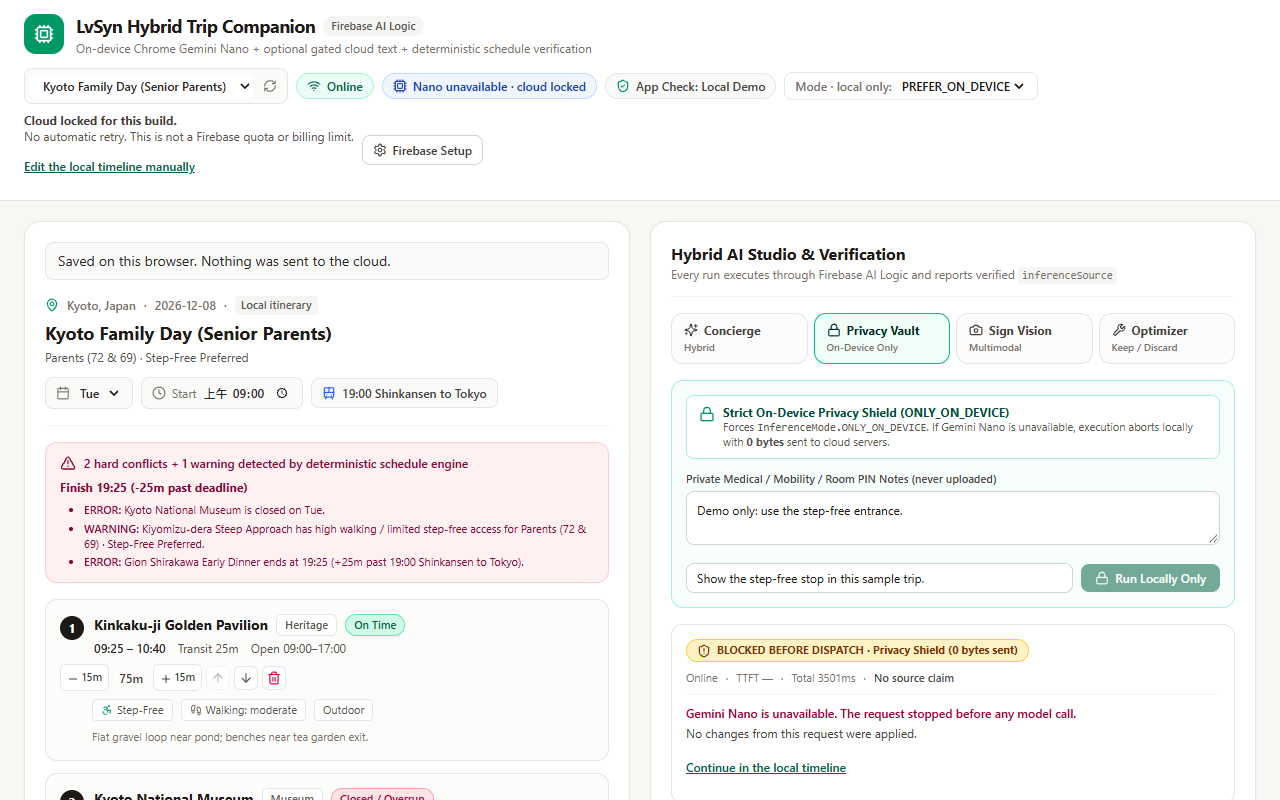 LvSyn Hybrid Trip Companion Firebase AI Logic
On-device Chrome Gemini Nano + optional gated cloud text + deterministic schedule verification
Kyoto Family Day (Senior Parents) Online Nano unavailable · cloud locked App Check: Local Demo Mode · local only: PREFER_ON_DEVICE
Cloud locked for this build.
No automatic retry. This is not a Firebase quota or billing limit.
Firebase Setup
Edit the local timeline manually
Saved on this browser. Nothing was sent to the cloud.
Kyoto, Japan · 2026-12-08 · Local itinerary
Kyoto Family Day (Senior Parents)
Parents (72 & 69) · Step-Free Preferred
Tue Start 上午 09:00 19:00 Shinkansen to Tokyo
2 hard conflicts + 1 warning detected by deterministic schedule engine
Finish 19:25 (-25m past deadline)
• ERROR: Kyoto National Museum is closed on Tue.
• WARNING: Kiyomizu-dera Steep Approach has high walking / limited step-free access for Parents (72 &
69) · Step-Free Preferred.
• ERROR: Gion Shirakawa Early Dinner ends at 19:25 (+25m past 19:00 Shinkansen to Tokyo).
1 Kinkaku-ji Golden Pavilion Heritage On Time
09:25 – 10:40 Transit 25m Open 09:00–17:00
− 15m 75m + 15m ↑ ↓
Step-Free Walking: moderate Outdoor
Flat gravel loop near pond; benches near tea garden exit.
2 Kyoto National Museum Museum Closed / Overrun
Hybrid AI Studio & Verification
Every run executes through Firebase AI Logic and reports verified inferenceSource
Concierge
Hybrid
Privacy Vault
On-Device Only
Sign Vision
Multimodal
Optimizer
Keep / Discard
Strict On-Device Privacy Shield (ONLY_ON_DEVICE)
Forces InferenceMode.ONLY_ON_DEVICE. If Gemini Nano is unavailable, execution aborts locally
with 0 bytes sent to cloud servers.
Private Medical / Mobility / Room PIN Notes (never uploaded)
Demo only: use the step-free entrance.
Show the step-free stop in this sample trip. Run Locally Only
BLOCKED BEFORE DISPATCH · Privacy Shield (0 bytes sent)
Online · TTFT — · Total 3501ms · No source claim
Gemini Nano is unavailable. The request stopped before any model call.
No changes from this request were applied.
Continue in the local timeline